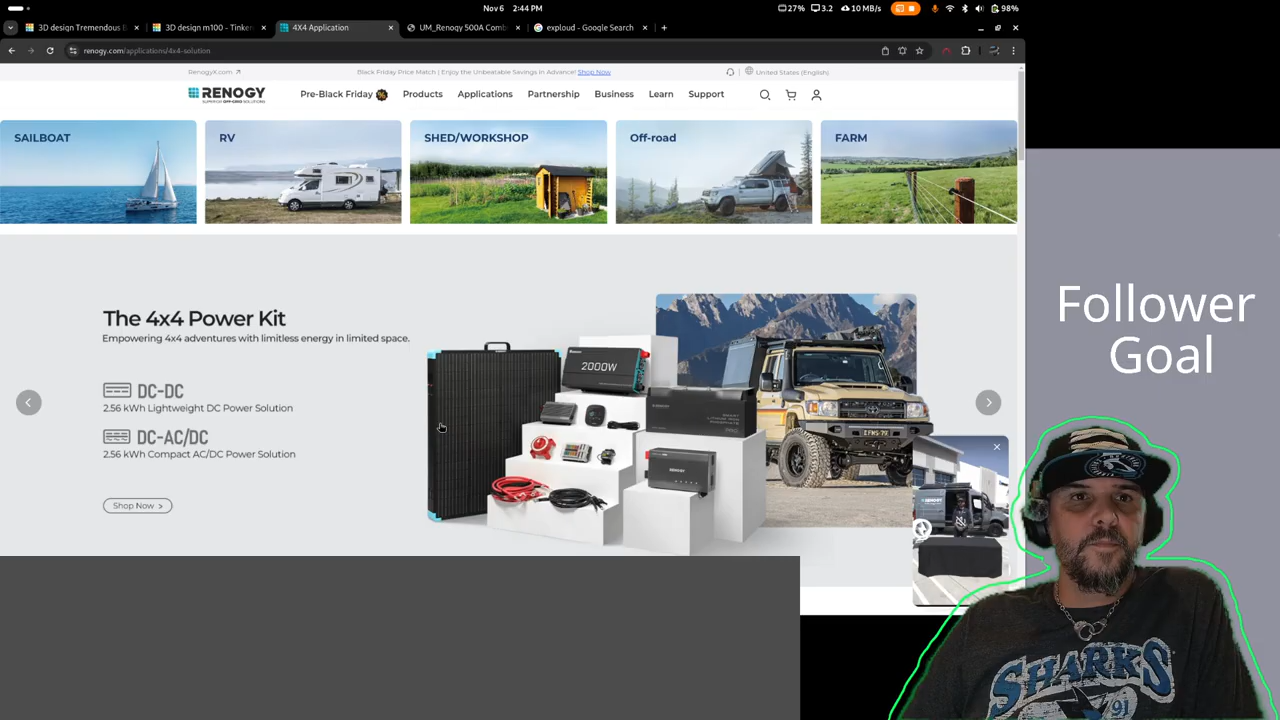 Nov 6 2:44 PM
27% 3.2 10 MB/s 98%
3D design Tremendous B
3D design m100 - Tinke
4X4 Application
UM_Renogy 500A Comb
exploud - Google Search
renogy.com/applications/4x4-solution
RenogyX.com
Black Friday Price Match | Enjoy the Unbeatable Savings in Advance! Shop Now
United States (English)
RENOGY
SUPERIOR OFF-GRID SOLUTIONS
Pre-Black Friday Products Applications Partnership Business Learn Support
SAILBOAT
RV
SHED/WORKSHOP
Off-road
FARM
The 4x4 Power Kit
Empowering 4x4 adventures with limitless energy in limited space.
DC-DC
2.56 kWh Lightweight DC Power Solution
DC-AC/DC
2.56 kWh Compact AC/DC Power Solution
Shop Now >
2000W
RENOGY
RENOGY
Follower
Goal
SHARKS
91